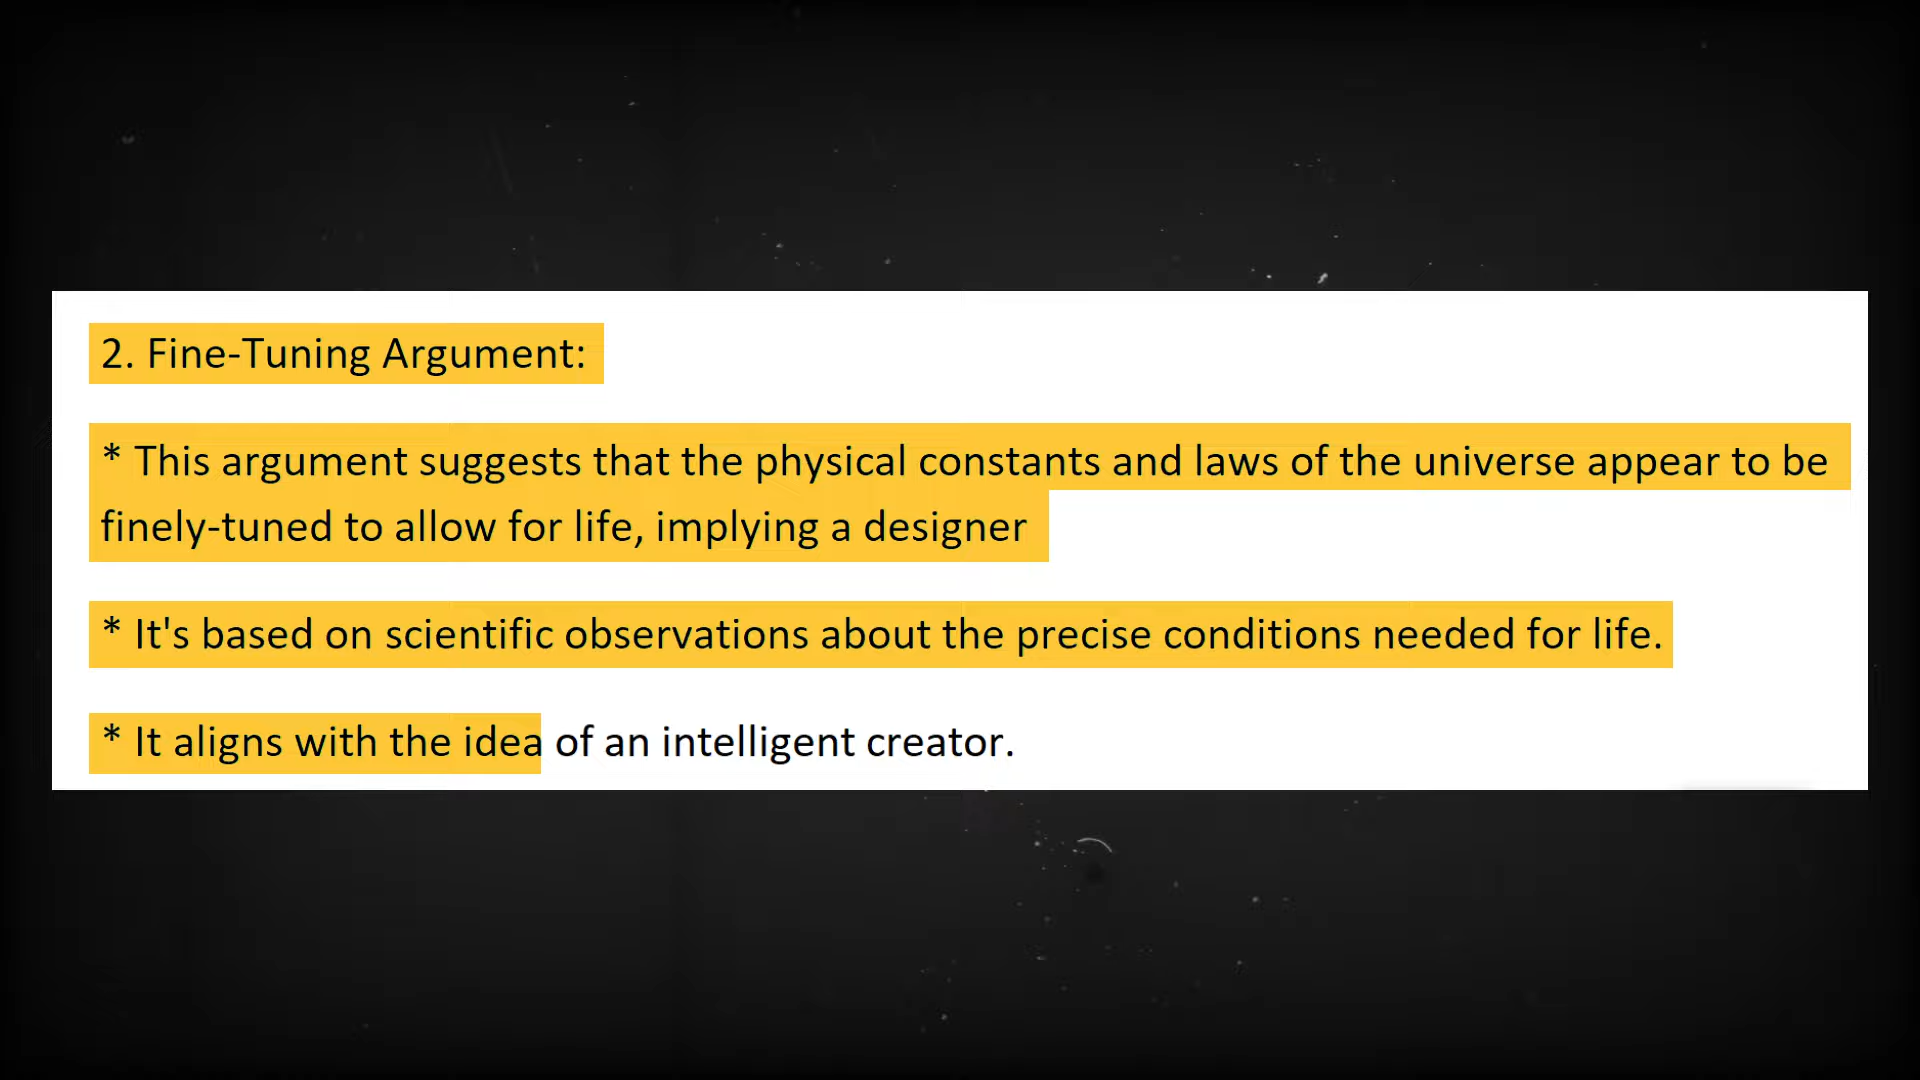 2. Fine-Tuning Argument:
* This argument suggests that the physical constants and laws of the universe appear to be
finely-tuned to allow for life, implying a designer
* It's based on scientific observations about the precise conditions needed for life.
* It aligns with the idea of an intelligent creator.